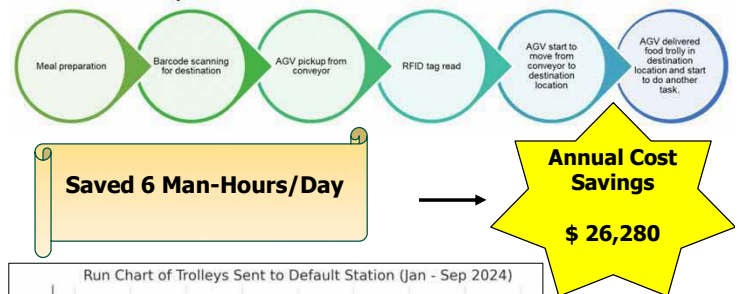 Meal preparation
Barcode scanning
for destination
AGV pickup from
conveyor
RFID tag read
AGV start to
move from
conveyor to
destination
location
AGV delivered
food trolly in
destination
location and start
to do another
task.
Saved 6 Man-Hours/Day
Annual Cost
Savings
$ 26,280
Run Chart of Trolleys Sent to Default Station (Jan - Sep 2024)